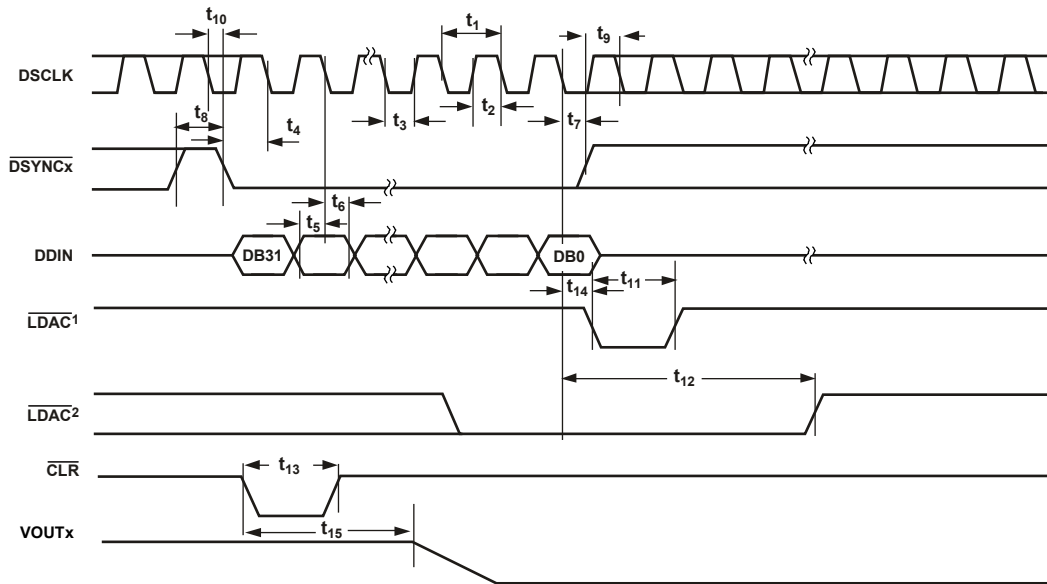 t10
t1
t9
DSCLK
t8
t4
t3
t2
t7
DSYNCx
t6
t5
DDIN
DB31
DB0
t14
t11
LDAC1
t12
LDAC2
CLR
t13
VOUTx
t15